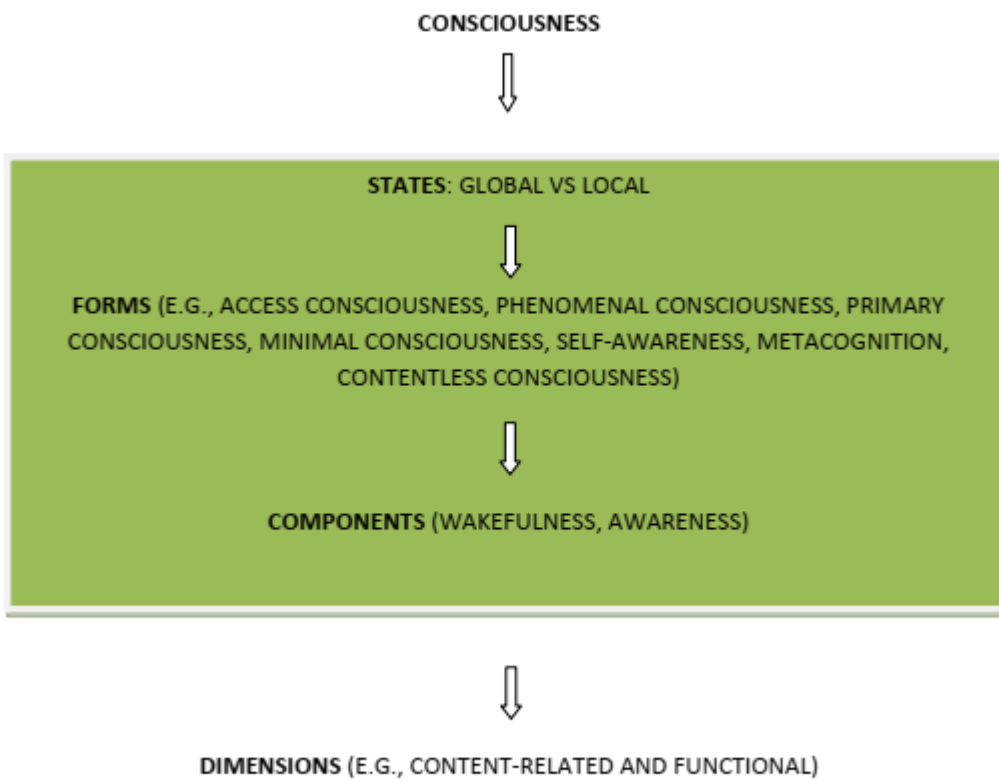 CONSCIOUSNESS
STATES: GLOBAL VS LOCAL
FORMS (E.G., ACCESS CONSCIOUSNESS, PHENOMENAL CONSCIOUSNESS, PRIMARY
CONSCIOUSNESS, MINIMAL CONSCIOUSNESS, SELF-AWARENESS, METACOGNITION,
CONTENTLESS CONSCIOUSNESS)
COMPONENTS (WAKEFULNESS, AWARENESS)
DIMENSIONS (E.G., CONTENT-RELATED AND FUNCTIONAL)